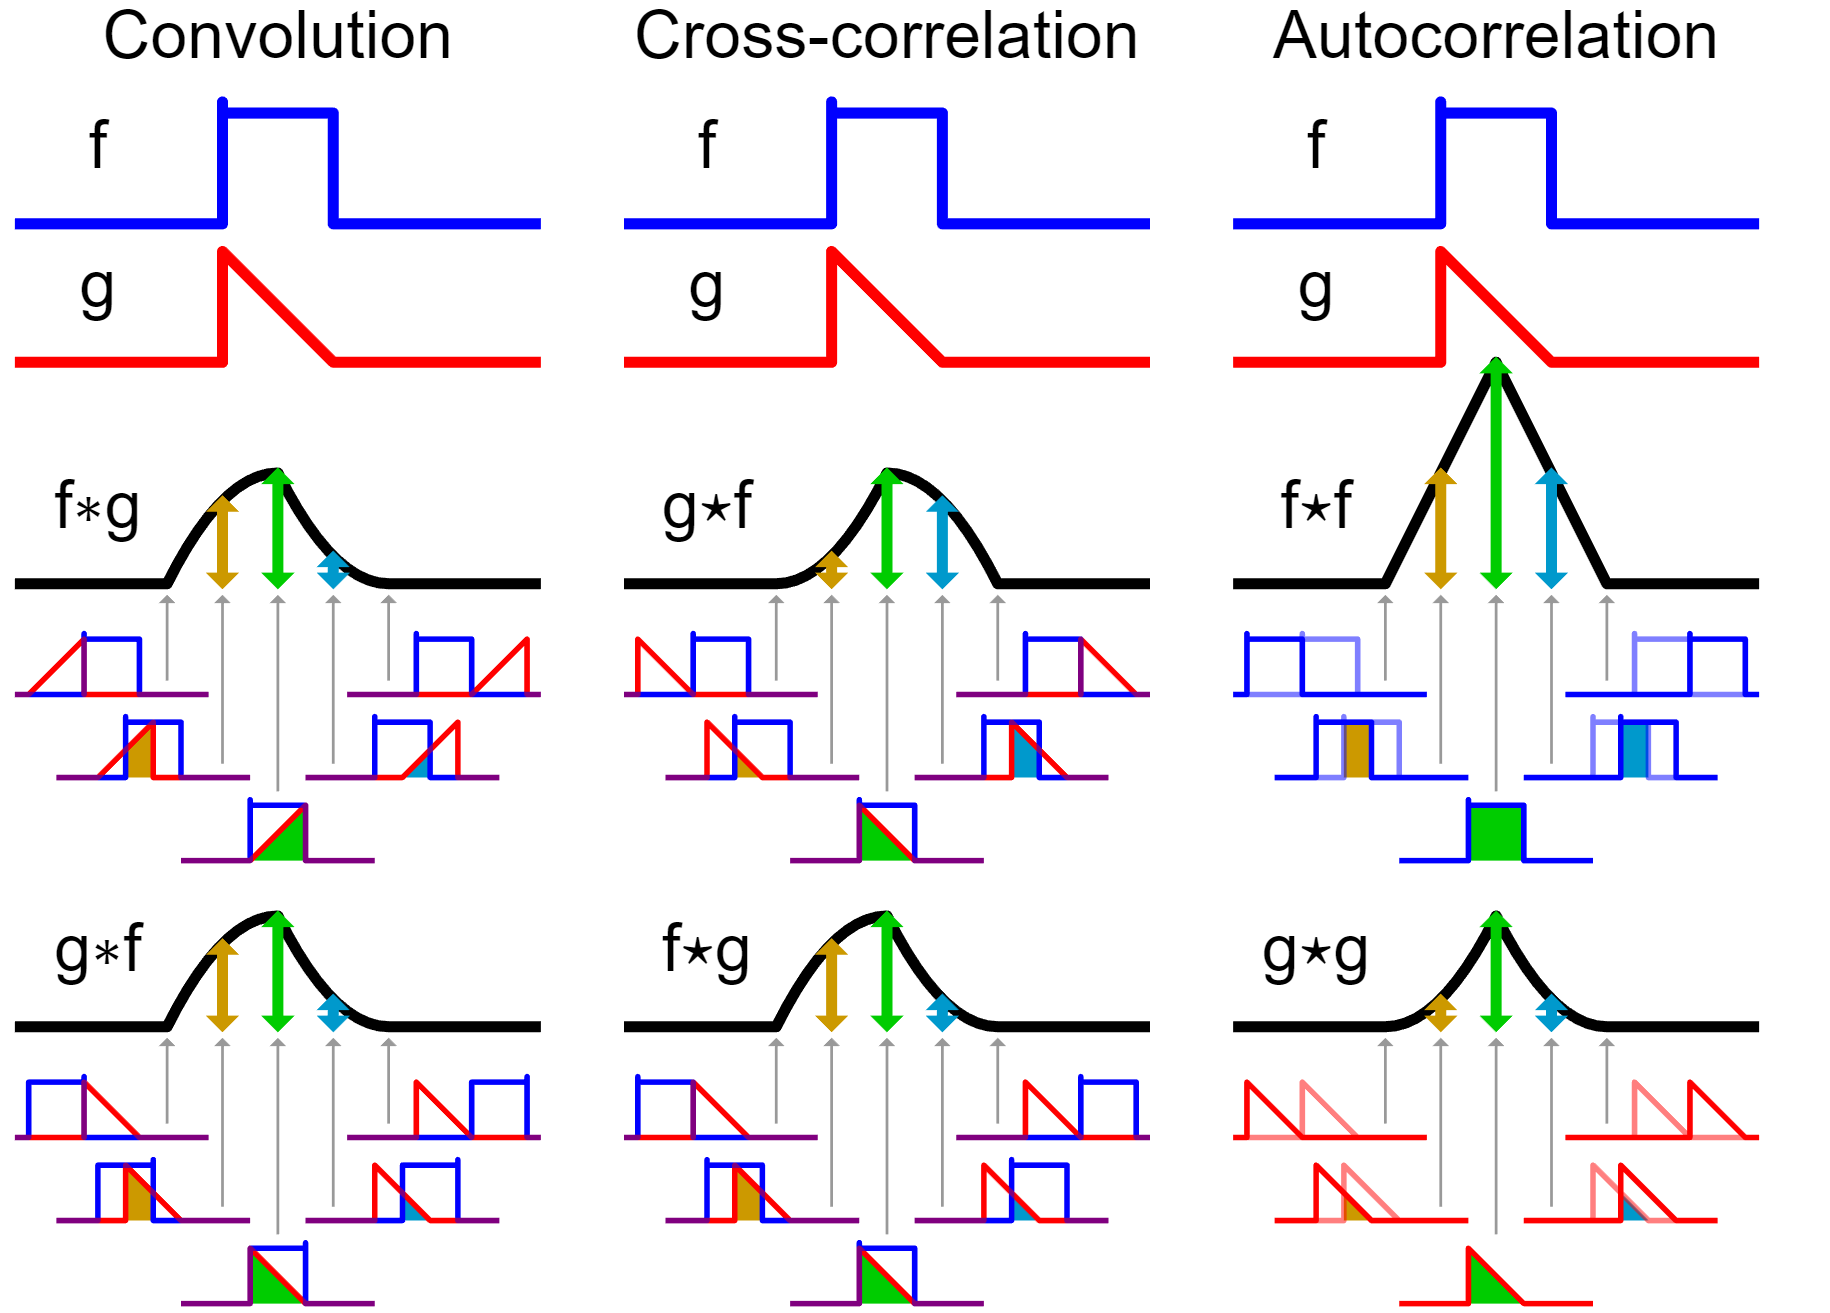 Convolution
Cross-correlation
Autocorrelation
f
f
f
g
g
g
f∗g
g⋆f
f⋆f
g∗f
f⋆g
g⋆g